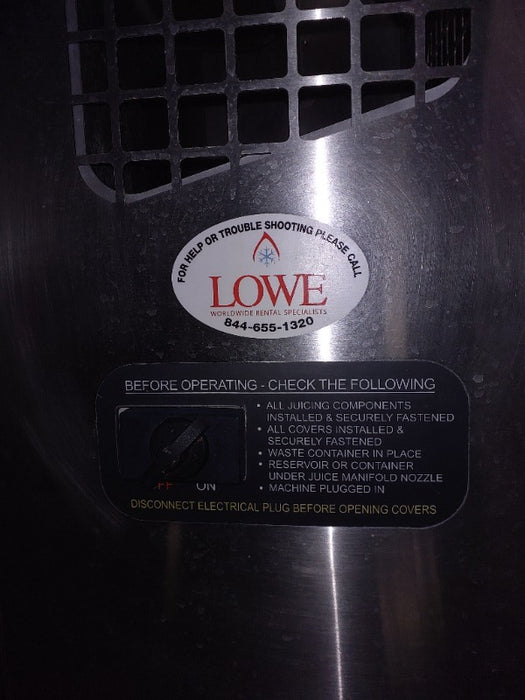 FOR HELP OR TROUBLE SHOOTING PLEASE CALL
LOWE
WORLDWIDE RENTAL SPECIALISTS
844-655-1320
BEFORE OPERATING - CHECK THE FOLLOWING
• ALL JUICING COMPONENTS
INSTALLED & SECURELY FASTENED
• ALL COVERS INSTALLED &
SECURELY FASTENED
• WASTE CONTAINER IN PLACE
• RESERVOIR OR CONTAINER
UNDER JUICE MANIFOLD NOZZLE
• MACHINE PLUGGED IN
ON
DISCONNECT ELECTRICAL PLUG BEFORE OPENING COVERS